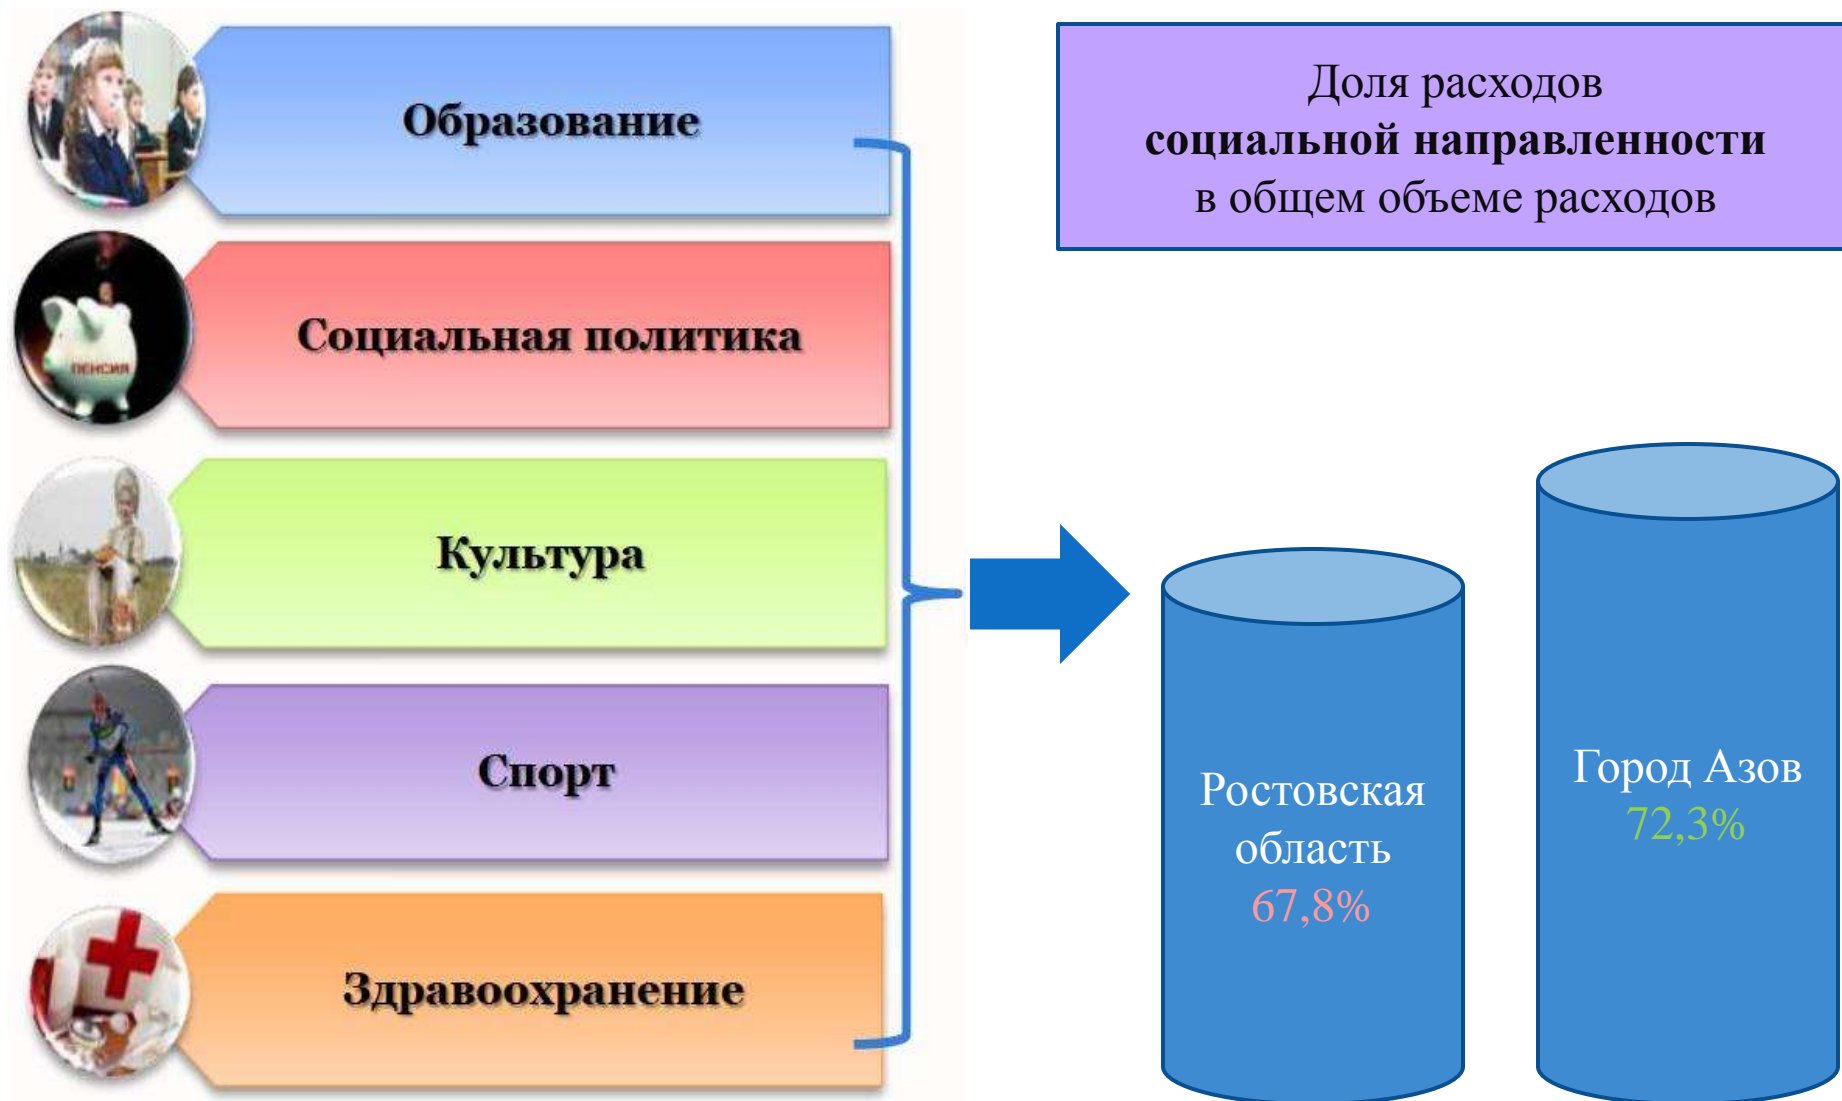 Образование
Социальная политика
ПЕНСИЯ
Культура
Спорт
Здравоохранение
Доля расходов
социальной направленности
в общем объеме расходов
Ростовская
область
67,8%
Город Азов
72,3%